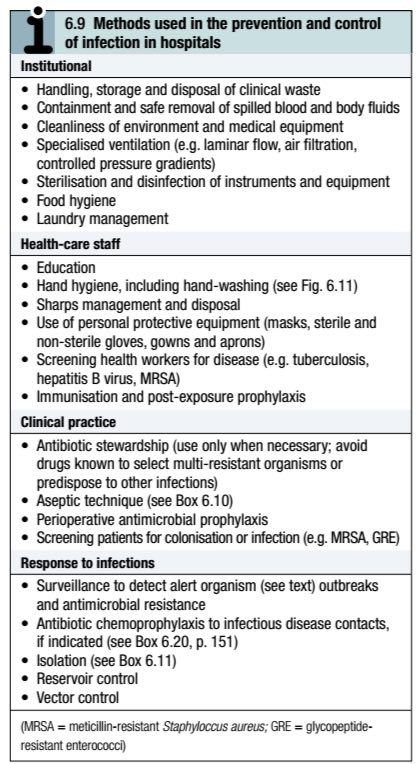 i
6.9 Methods used in the prevention and control
of infection in hospitals
Institutional
• Handling, storage and disposal of clinical waste
• Containment and safe removal of spilled blood and body fluids
• Cleanliness of environment and medical equipment
• Specialised ventilation (e.g. laminar flow, air filtration,
controlled pressure gradients)
• Sterilisation and disinfection of instruments and equipment
• Food hygiene
• Laundry management
Health-care staff
• Education
• Hand hygiene, including hand-washing (see Fig. 6.11)
• Sharps management and disposal
• Use of personal protective equipment (masks, sterile and
non-sterile gloves, gowns and aprons)
• Screening health workers for disease (e.g. tuberculosis,
hepatitis B virus, MRSA)
• Immunisation and post-exposure prophylaxis
Clinical practice
• Antibiotic stewardship (use only when necessary; avoid
drugs known to select multi-resistant organisms or
predispose to other infections)
• Aseptic technique (see Box 6.10)
• Perioperative antimicrobial prophylaxis
• Screening patients for colonisation or infection (e.g. MRSA, GRE)
Response to infections
• Surveillance to detect alert organism (see text) outbreaks
and antimicrobial resistance
• Antibiotic chemoprophylaxis to infectious disease contacts,
if indicated (see Box 6.20, p. 151)
• Isolation (see Box 6.11)
• Reservoir control
• Vector control
(MRSA = meticillin-resistant Staphyloccus aureus; GRE = glycopeptide-
resistant enterococci)